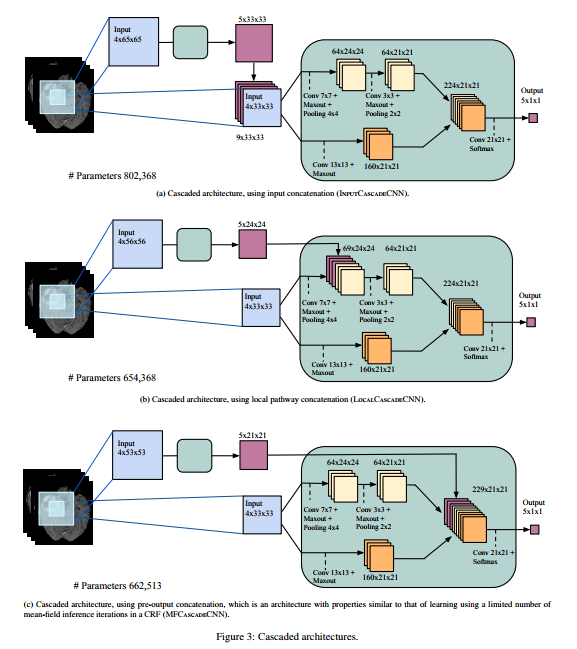 5x33x33
Input
4x65x65
64x24x24
64x21x21
224x21x21
Output
5x1x1
Input
4x33x33
Conv 7x7 +
Maxout +
Pooling 4x4
Conv 3x3 +
Maxout +
Pooling 2x2
9x33x33
Conv 13x13 +
Maxout
160x21x21
Conv 21x21 +
Softmax
# Parameters 802,368
(a) Cascaded architecture, using input concatenation (InputCascadeCNN).
5x24x24
Input
4x56x56
69x24x24
64x21x21
224x21x21
Output
5x1x1
Input
4x33x33
Conv 7x7 +
Maxout +
Pooling 4x4
Conv 3x3 +
Maxout +
Pooling 2x2
Conv 13x13 +
Maxout
160x21x21
Conv 21x21 +
Softmax
# Parameters 654,368
(b) Cascaded architecture, using local pathway concatenation (LocalCascadeCNN).
5x21x21
Input
4x53x53
64x24x24
64x21x21
229x21x21
Output
5x1x1
Input
4x33x33
Conv 7x7 +
Maxout +
Pooling 4x4
Conv 3x3 +
Maxout +
Pooling 2x2
Conv 13x13 +
Maxout
160x21x21
Conv 21x21 +
Softmax
# Parameters 662,513
(c) Cascaded architecture, using pre-output concatenation, which is an architecture with properties similar to that of learning using a limited number of
mean-field inference iterations in a CRF (MFCascadeCNN).
Figure 3: Cascaded architectures.